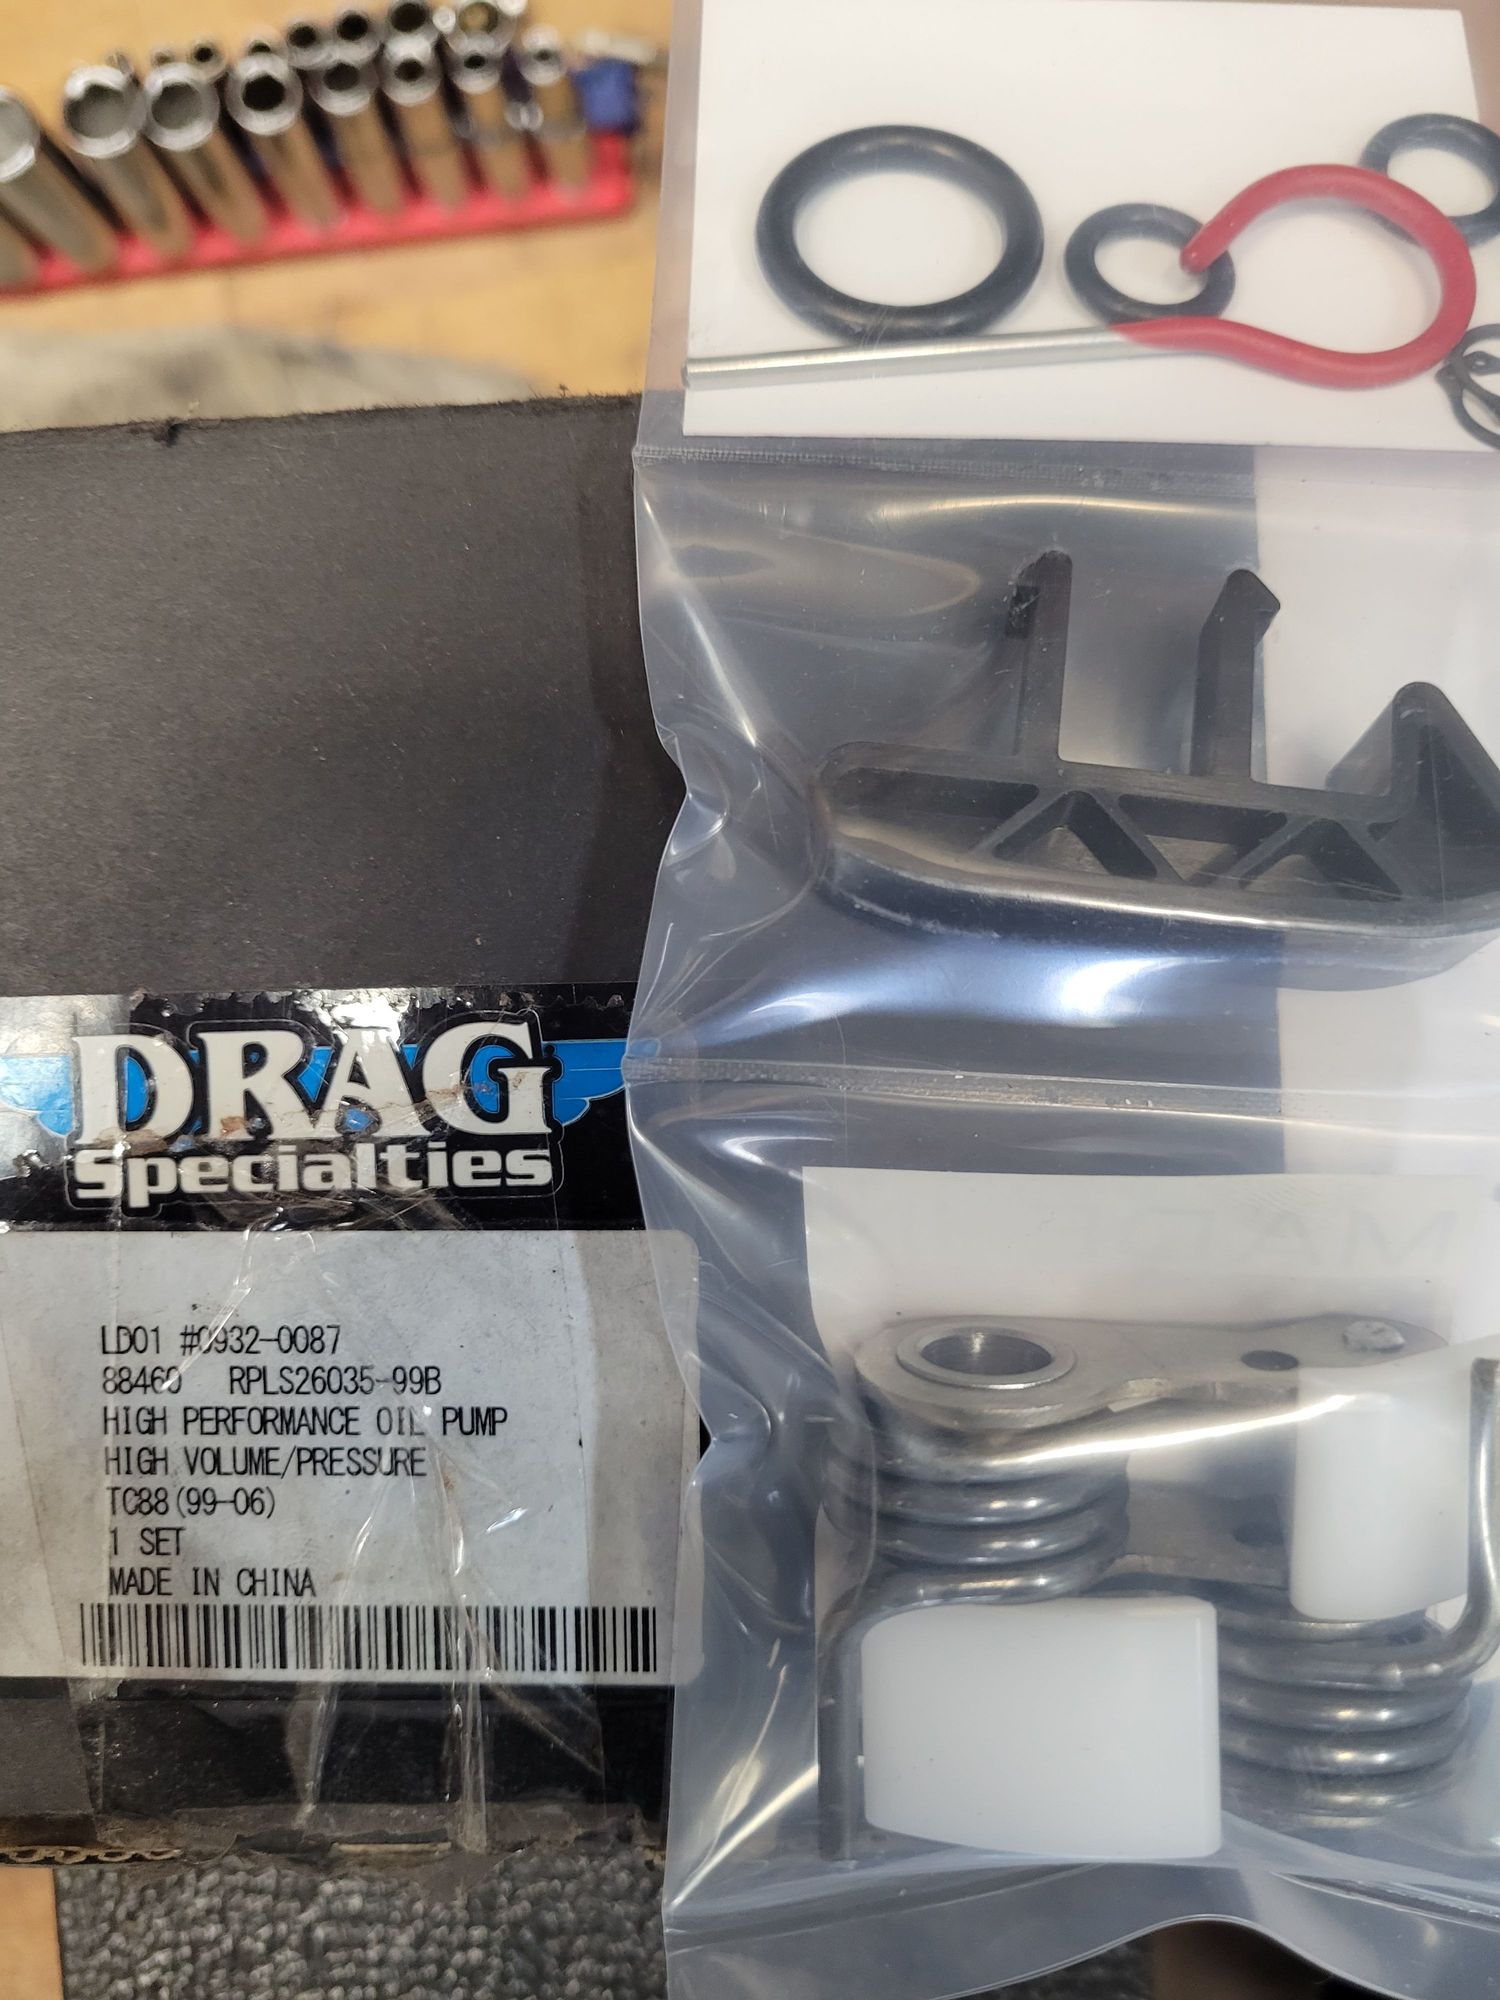 DRAG
Specialties
LD01 #0932-0087
88460 RPLS26035-99B
HIGH PERFORMANCE OIL PUMP
HIGH VOLUME/PRESSURE
TC88(99-06)
1 SET
MADE IN CHINA